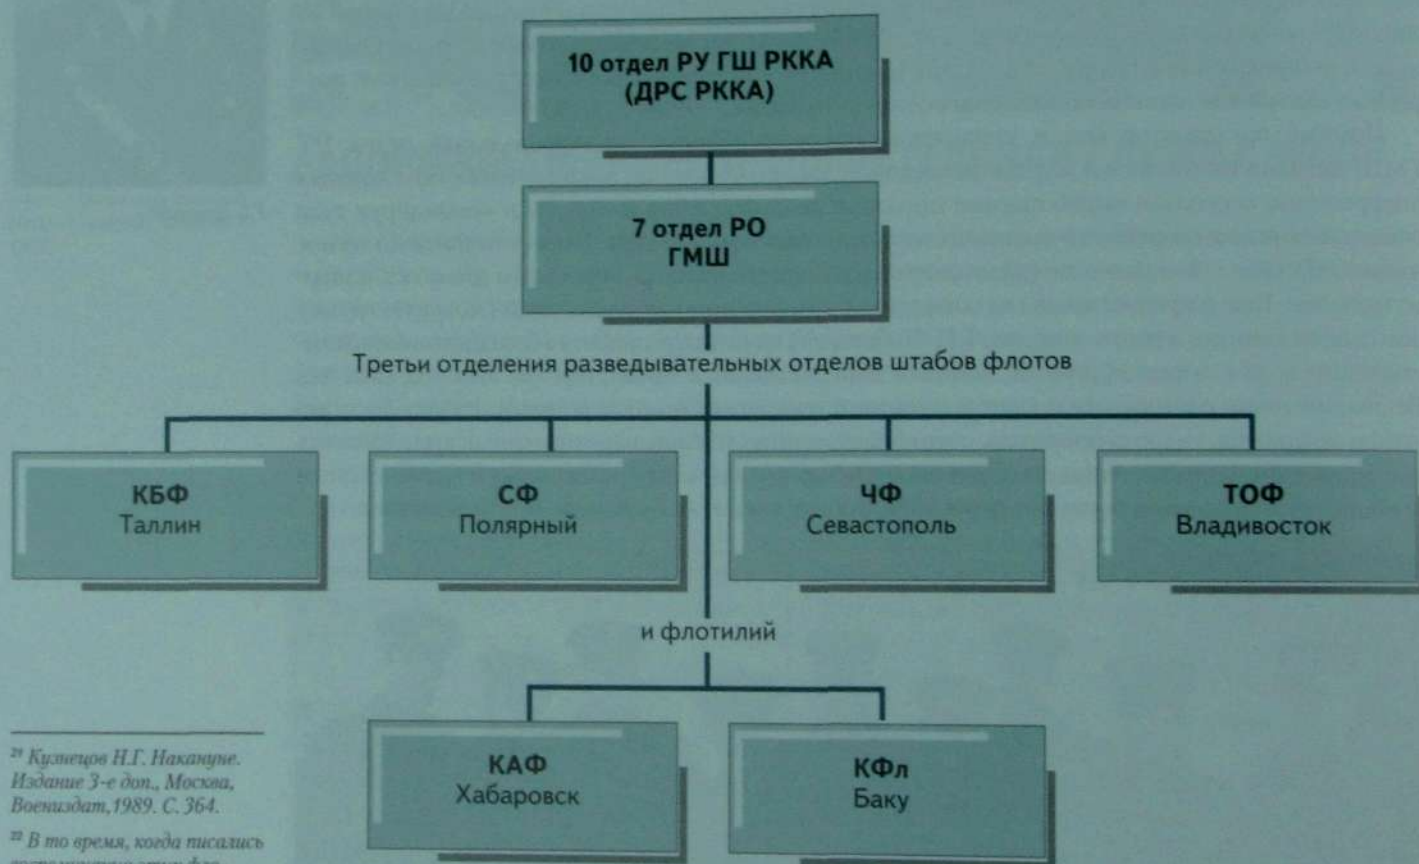 10 отдел РУ ГШ РККА
(ДРС РККА)
7 отдел РО
ГМШ
Третьи отделения разведывательных отделов штабов флотов
КБФ
Таллин
СФ
Полярный
ЧФ
Севастополь
ТОФ
Владивосток
и флотилий
КАФ
Хабаровск
КФл
Баку
Кузнецов Н.Г. Накануне.
Издание 3-е доп., Москва,
Воениздат, 1989. С. 364.
²² В то время, когда писались